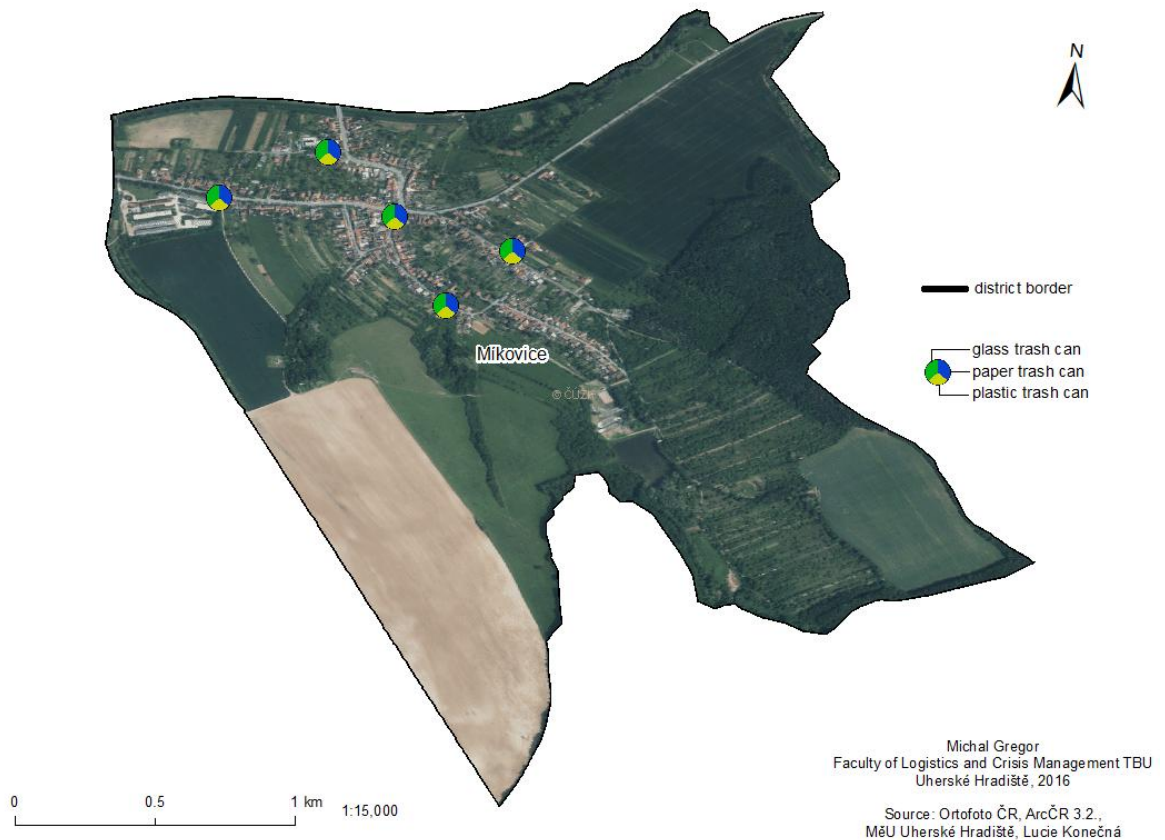 N
district border
glass trash can
paper trash can
plastic trash can
Mikovice
© ČÚZK
0 0.5 1 km
1:15,000
Michal Gregor
Faculty of Logistics and Crisis Management TBU
Uherské Hradiště, 2016
Source: Ortofoto ČR, ArcČR 3.2.,
MěU Uherské Hradiště, Lucie Konečná